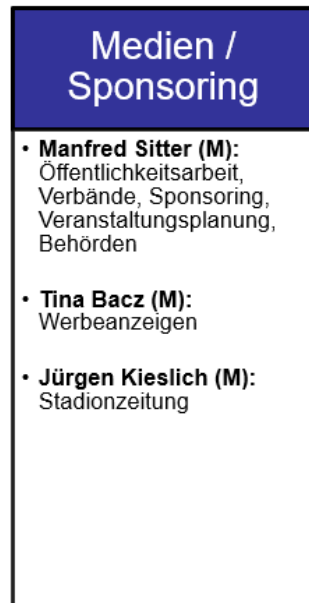 Medien /
Sponsoring
• Manfred Sitter (M):
Öffentlichkeitsarbeit,
Verbände, Sponsoring,
Veranstaltungsplanung,
Behörden
• Tina Bacz (M):
Werbeanzeigen
• Jürgen Kieslich (M):
Stadionzeitung